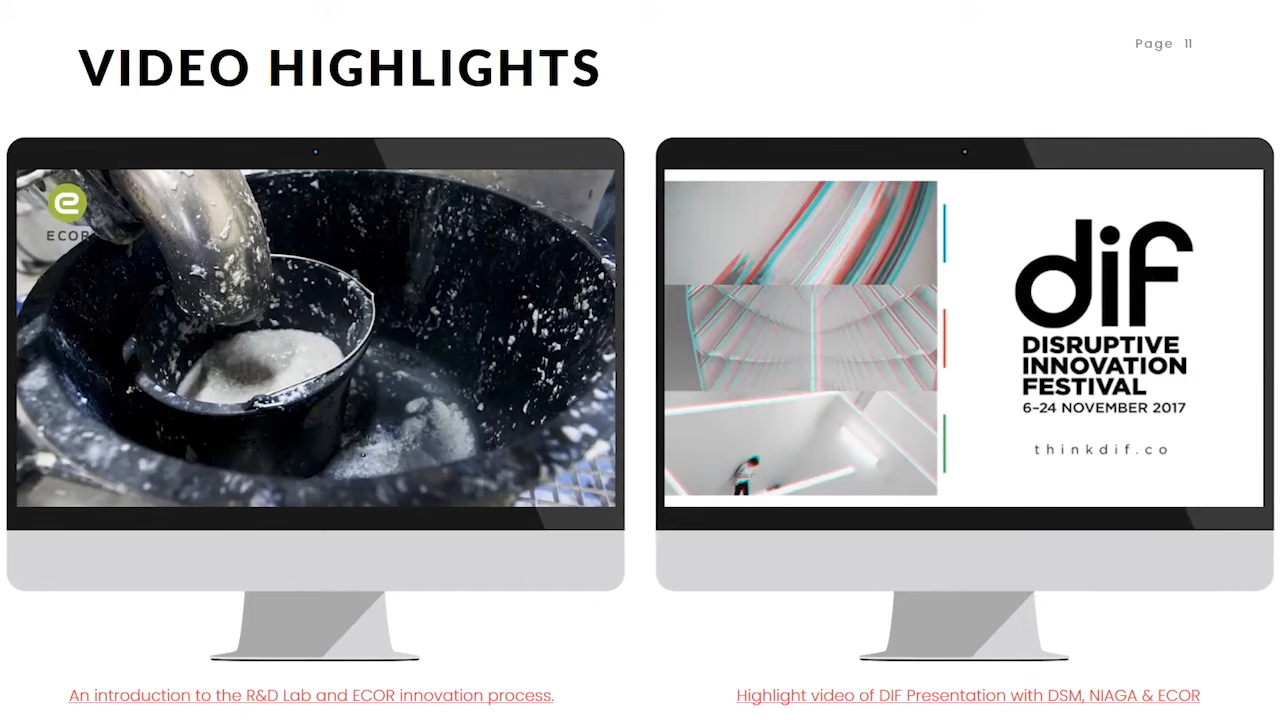 VIDEO HIGHLIGHTS
Page 11
e
ECOR
dif
DISRUPTIVE
INNOVATION
FESTIVAL
6-24 NOVEMBER 2017
thinkdif.co
An introduction to the R&D Lab and ECOR innovation process.
Highlight video of DIF Presentation with DSM, NIAGA & ECOR